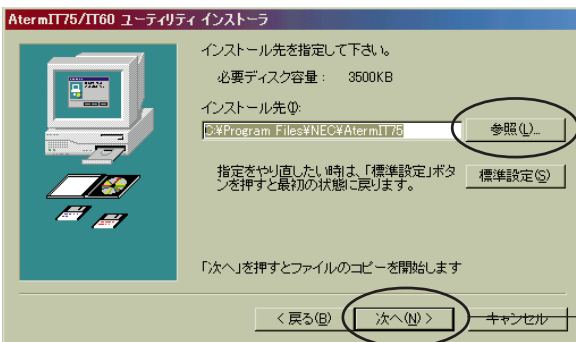 AtermIT75/IT60 ユーティリティ インストーラ
インストール先を指定して下さい。
必要ディスク容量： 3500KB
インストール先(I):
C:¥Program Files¥NEC¥AtermIT75
参照(L)...
指定をやり直したい時は、「標準設定」ボタ
ンを押すと最初の状態に戻ります。
標準設定(S)
「次へ」を押すとファイルのコピーを開始します
< 戻る(B)
次へ(N) >
キャンセル